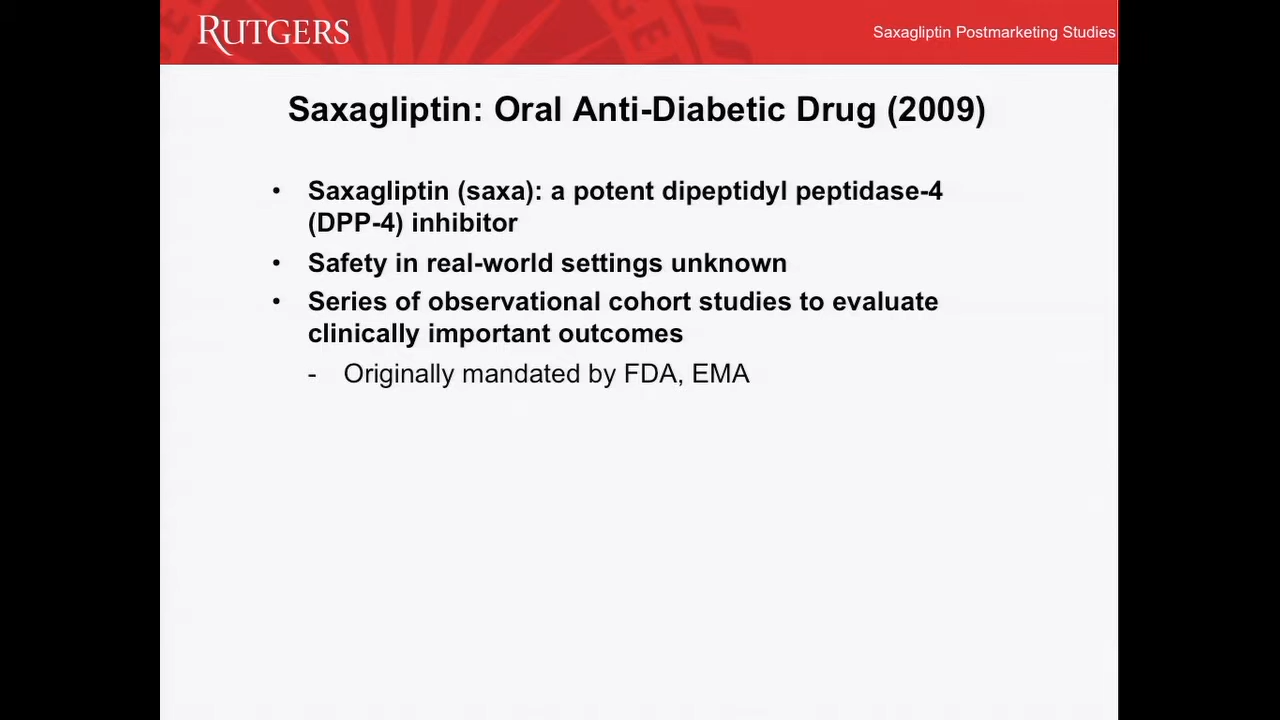 RUTGERS
Saxagliptin Postmarketing Studies
Saxagliptin: Oral Anti-Diabetic Drug (2009)
• Saxagliptin (saxa): a potent dipeptidyl peptidase-4
(DPP-4) inhibitor
• Safety in real-world settings unknown
• Series of observational cohort studies to evaluate
clinically important outcomes
- Originally mandated by FDA, EMA